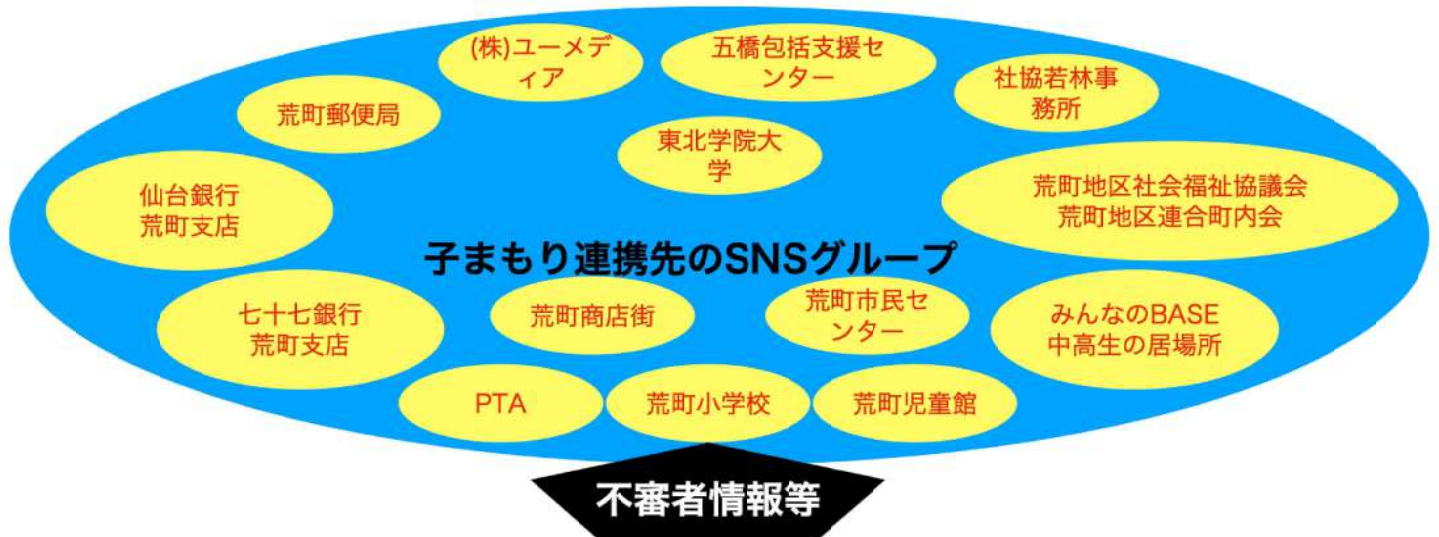 (株)ユーメデ
ィア
五橋包括支援セ
ンター
社協若林事
務所
荒町郵便局
東北学院大
学
仙台銀行
荒町支店
荒町地区社会福祉協議会
荒町地区連合町内会
子まもり連携先のSNSグループ
七十七銀行
荒町支店
荒町商店街
荒町市民セ
ンター
みんなのBASE
中高生の居場所
PTA
荒町小学校
荒町児童館
不審者情報等